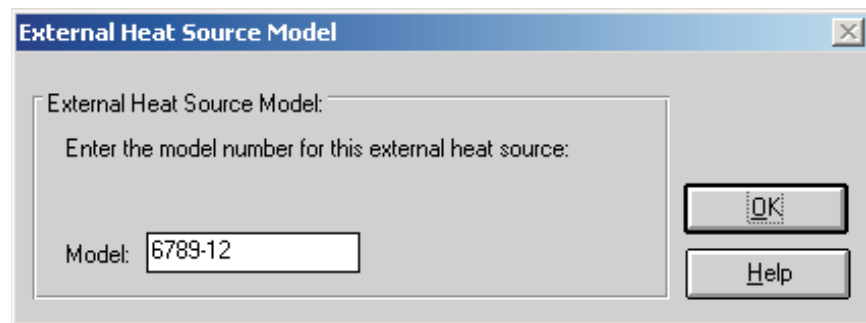 External Heat Source Model
External Heat Source Model:
Enter the model number for this external heat source:
Model: 6789-12
OK
Help